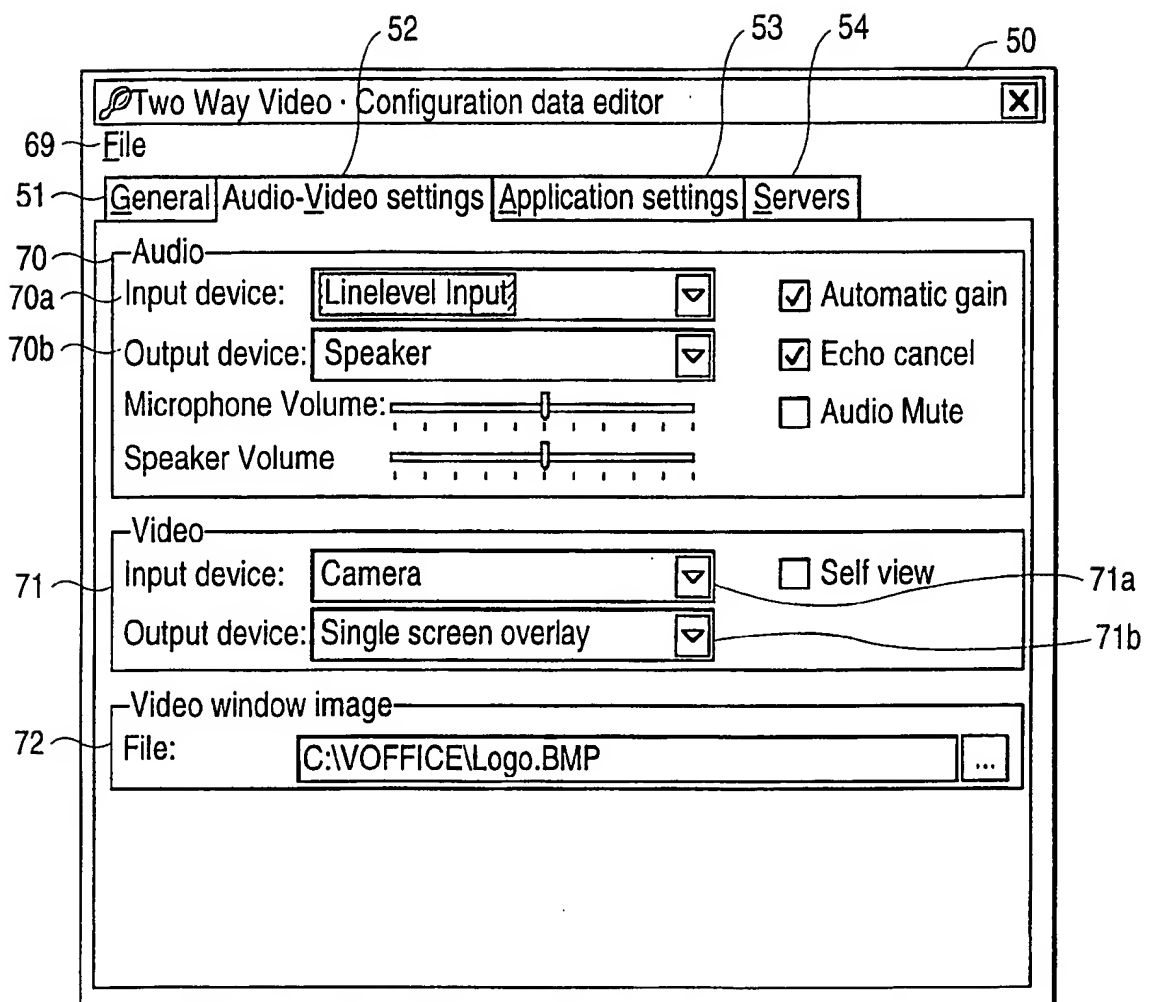 52 53 54 50
Two Way Video · Configuration data editor
69 File
51 General Audio-Video settings Application settings Servers
70 Audio
70a Input device: Linelevel Input Automatic gain
70b Output device: Speaker Echo cancel
Microphone Volume: Audio Mute
Speaker Volume
Video
71 Input device: Camera Self view 71a
Output device: Single screen overlay 71b
Video window image
72 File: C:\VOFFICE\Logo.BMP ...